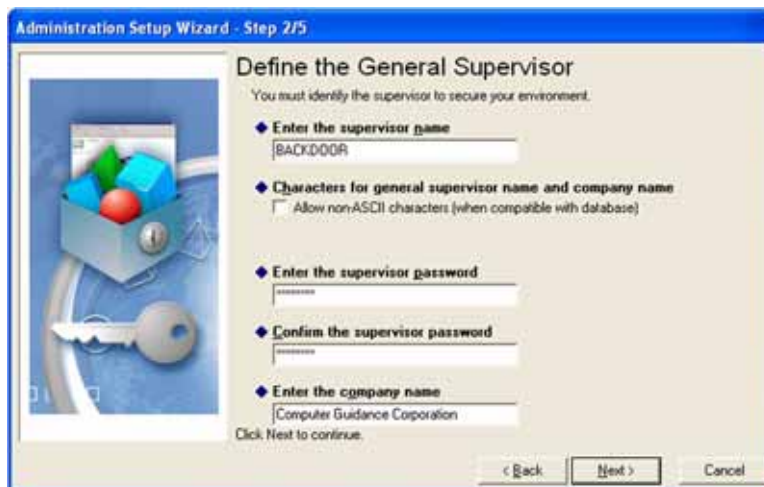 Administration Setup Wizard - Step 2/5
Define the General Supervisor
You must identify the supervisor to secure your environment.
Enter the supervisor name
BACKDOOR
Characters for general supervisor name and company name
Allow non-ASCII characters (when compatible with database)
Enter the supervisor password
********
Confirm the supervisor password
********
Enter the company name
Computer Guidance Corporation
Click Next to continue.
< Back
Next >
Cancel